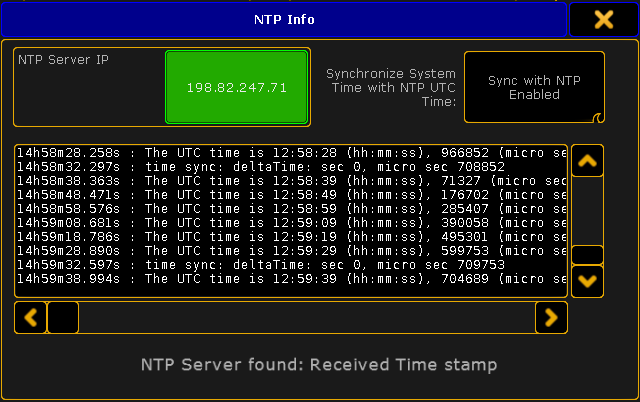 NTP Info
NTP Server IP
198.82.247.71
Synchronize System
Time with NTP UTC
Time:
Sync with NTP
Enabled
14h58m28.258s : The UTC time is 12:58:28 (hh:mm:ss), 966852 (micro se
14h58m32.297s : time sync: deltaTime: sec 0, micro sec 708852
14h58m38.363s : The UTC time is 12:58:39 (hh:mm:ss), 71327 (micro sec
14h58m48.471s : The UTC time is 12:58:49 (hh:mm:ss), 176702 (micro se
14h58m58.576s : The UTC time is 12:58:59 (hh:mm:ss), 285407 (micro se
14h59m08.681s : The UTC time is 12:59:09 (hh:mm:ss), 390058 (micro se
14h59m18.786s : The UTC time is 12:59:19 (hh:mm:ss), 495301 (micro se
14h59m28.890s : The UTC time is 12:59:29 (hh:mm:ss), 599753 (micro se
14h59m32.597s : time sync: deltaTime: sec 0, micro sec 709753
14h59m38.994s : The UTC time is 12:59:39 (hh:mm:ss), 704689 (micro se
NTP Server found: Received Time stamp